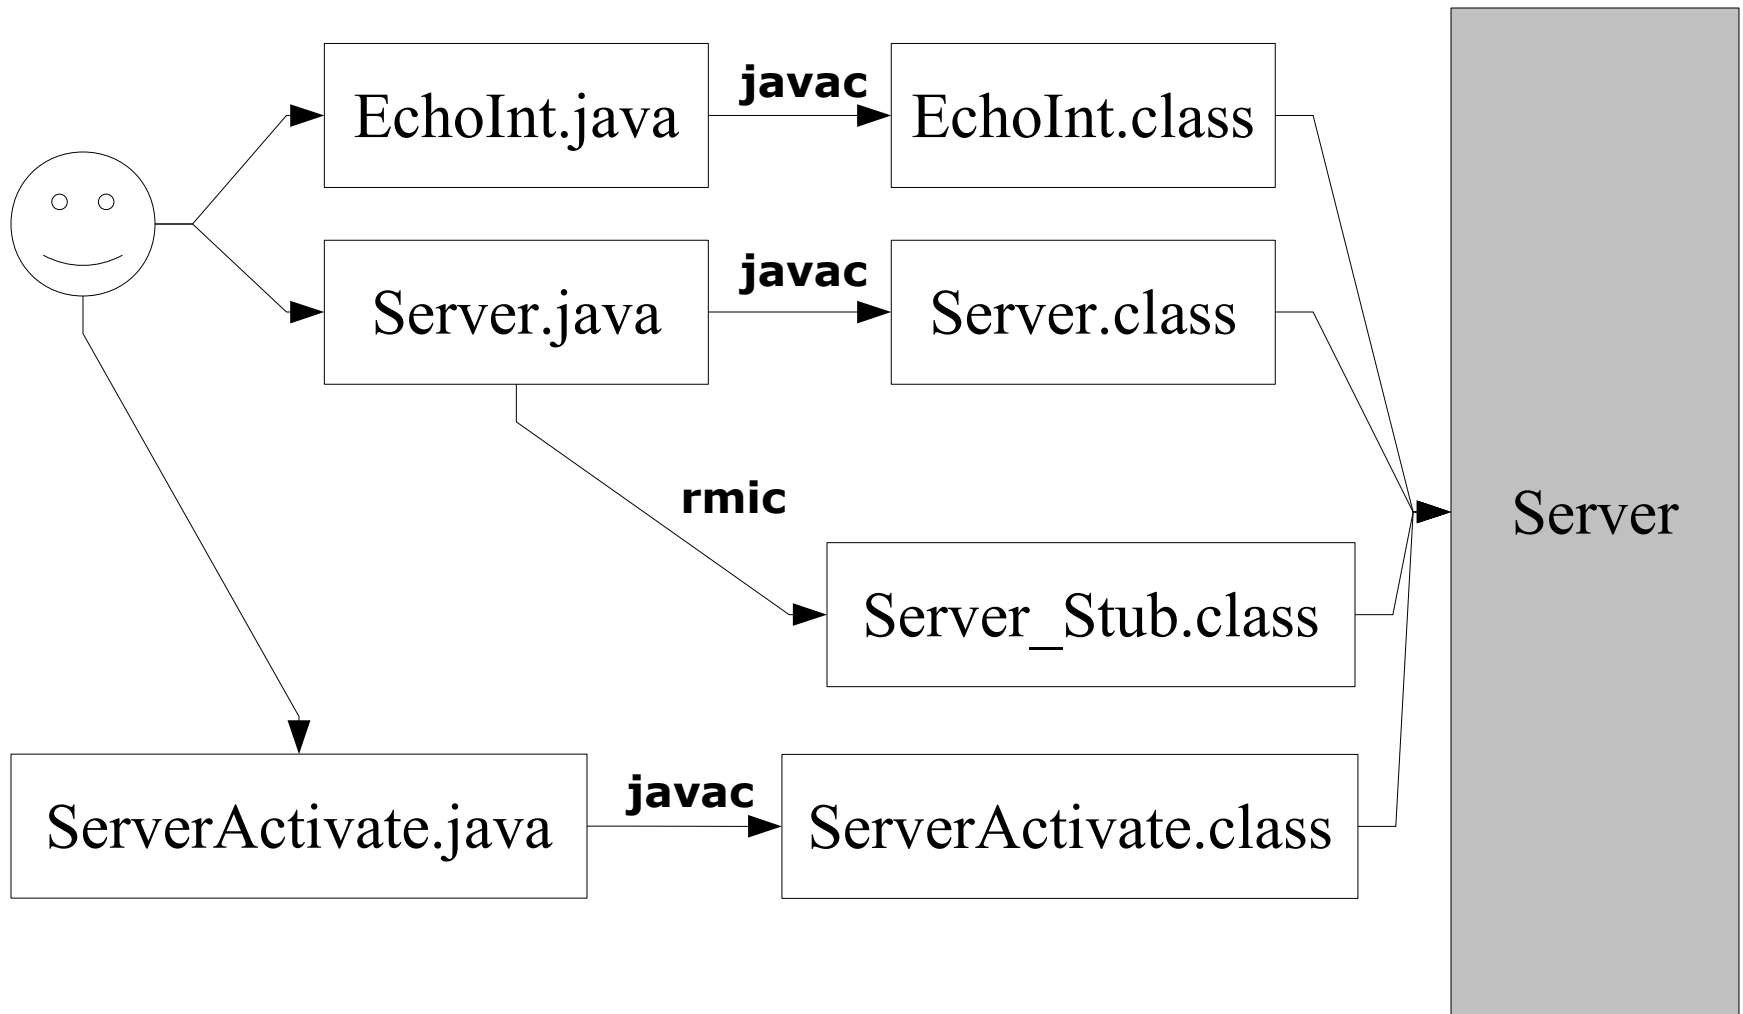 EchoInt.java
javac
EchoInt.class
Server.java
javac
Server.class
rmic
Server
Server_Stub.class
ServerActivate.java
javac
ServerActivate.class